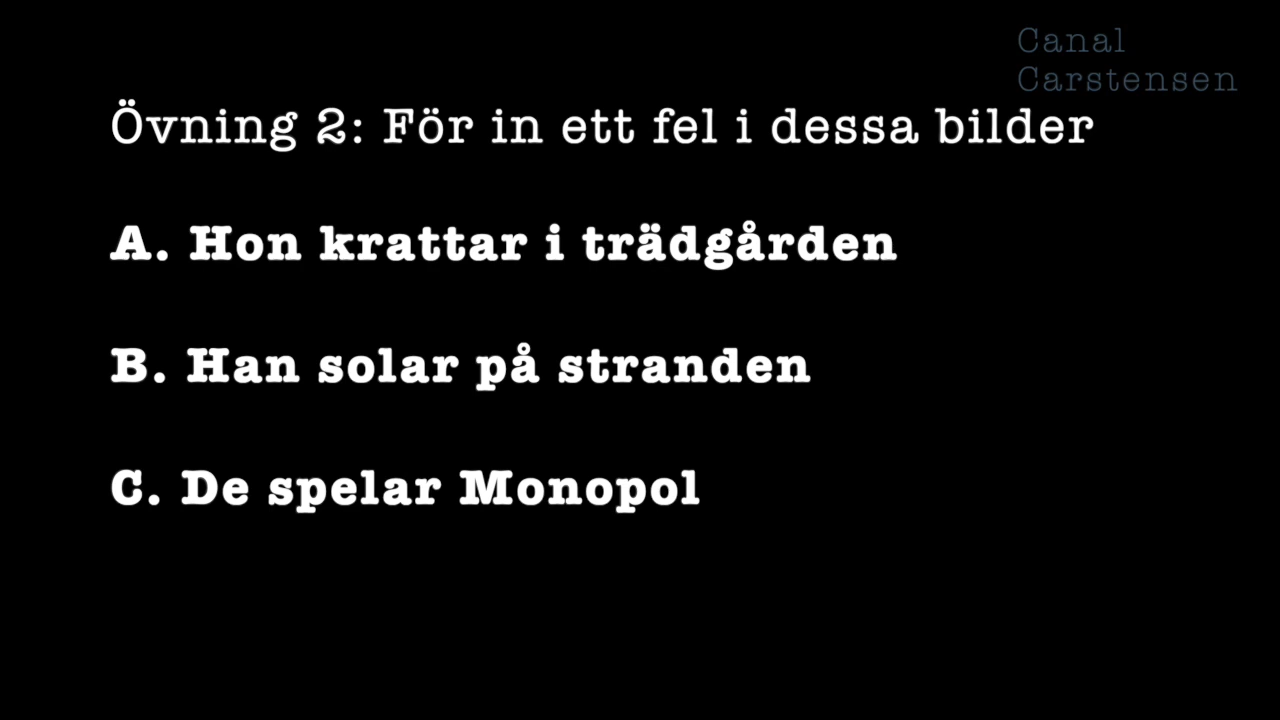 Canal
Carstensen
Övning 2: För in ett fel i dessa bilder
A. Hon krattar i trädgården
B. Han solar på stranden
C. De spelar Monopol